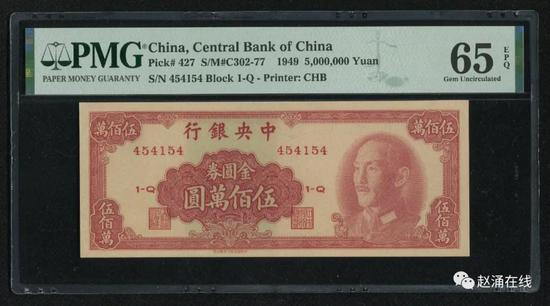 PMG
PAPER MONEY GUARANTY
China, Central Bank of China
Pick# 427 S/M#C302-77 1949 5,000,000 Yuan
S/N 454154 Block 1-Q - Printer: CHB
65 EPQ
Gem Uncirculated
萬佰伍
萬佰伍
行銀央中
454154
454154
金圓券
1-Q
1-Q
伍佰萬圓
伍佰萬
伍佰萬
赵涌在线